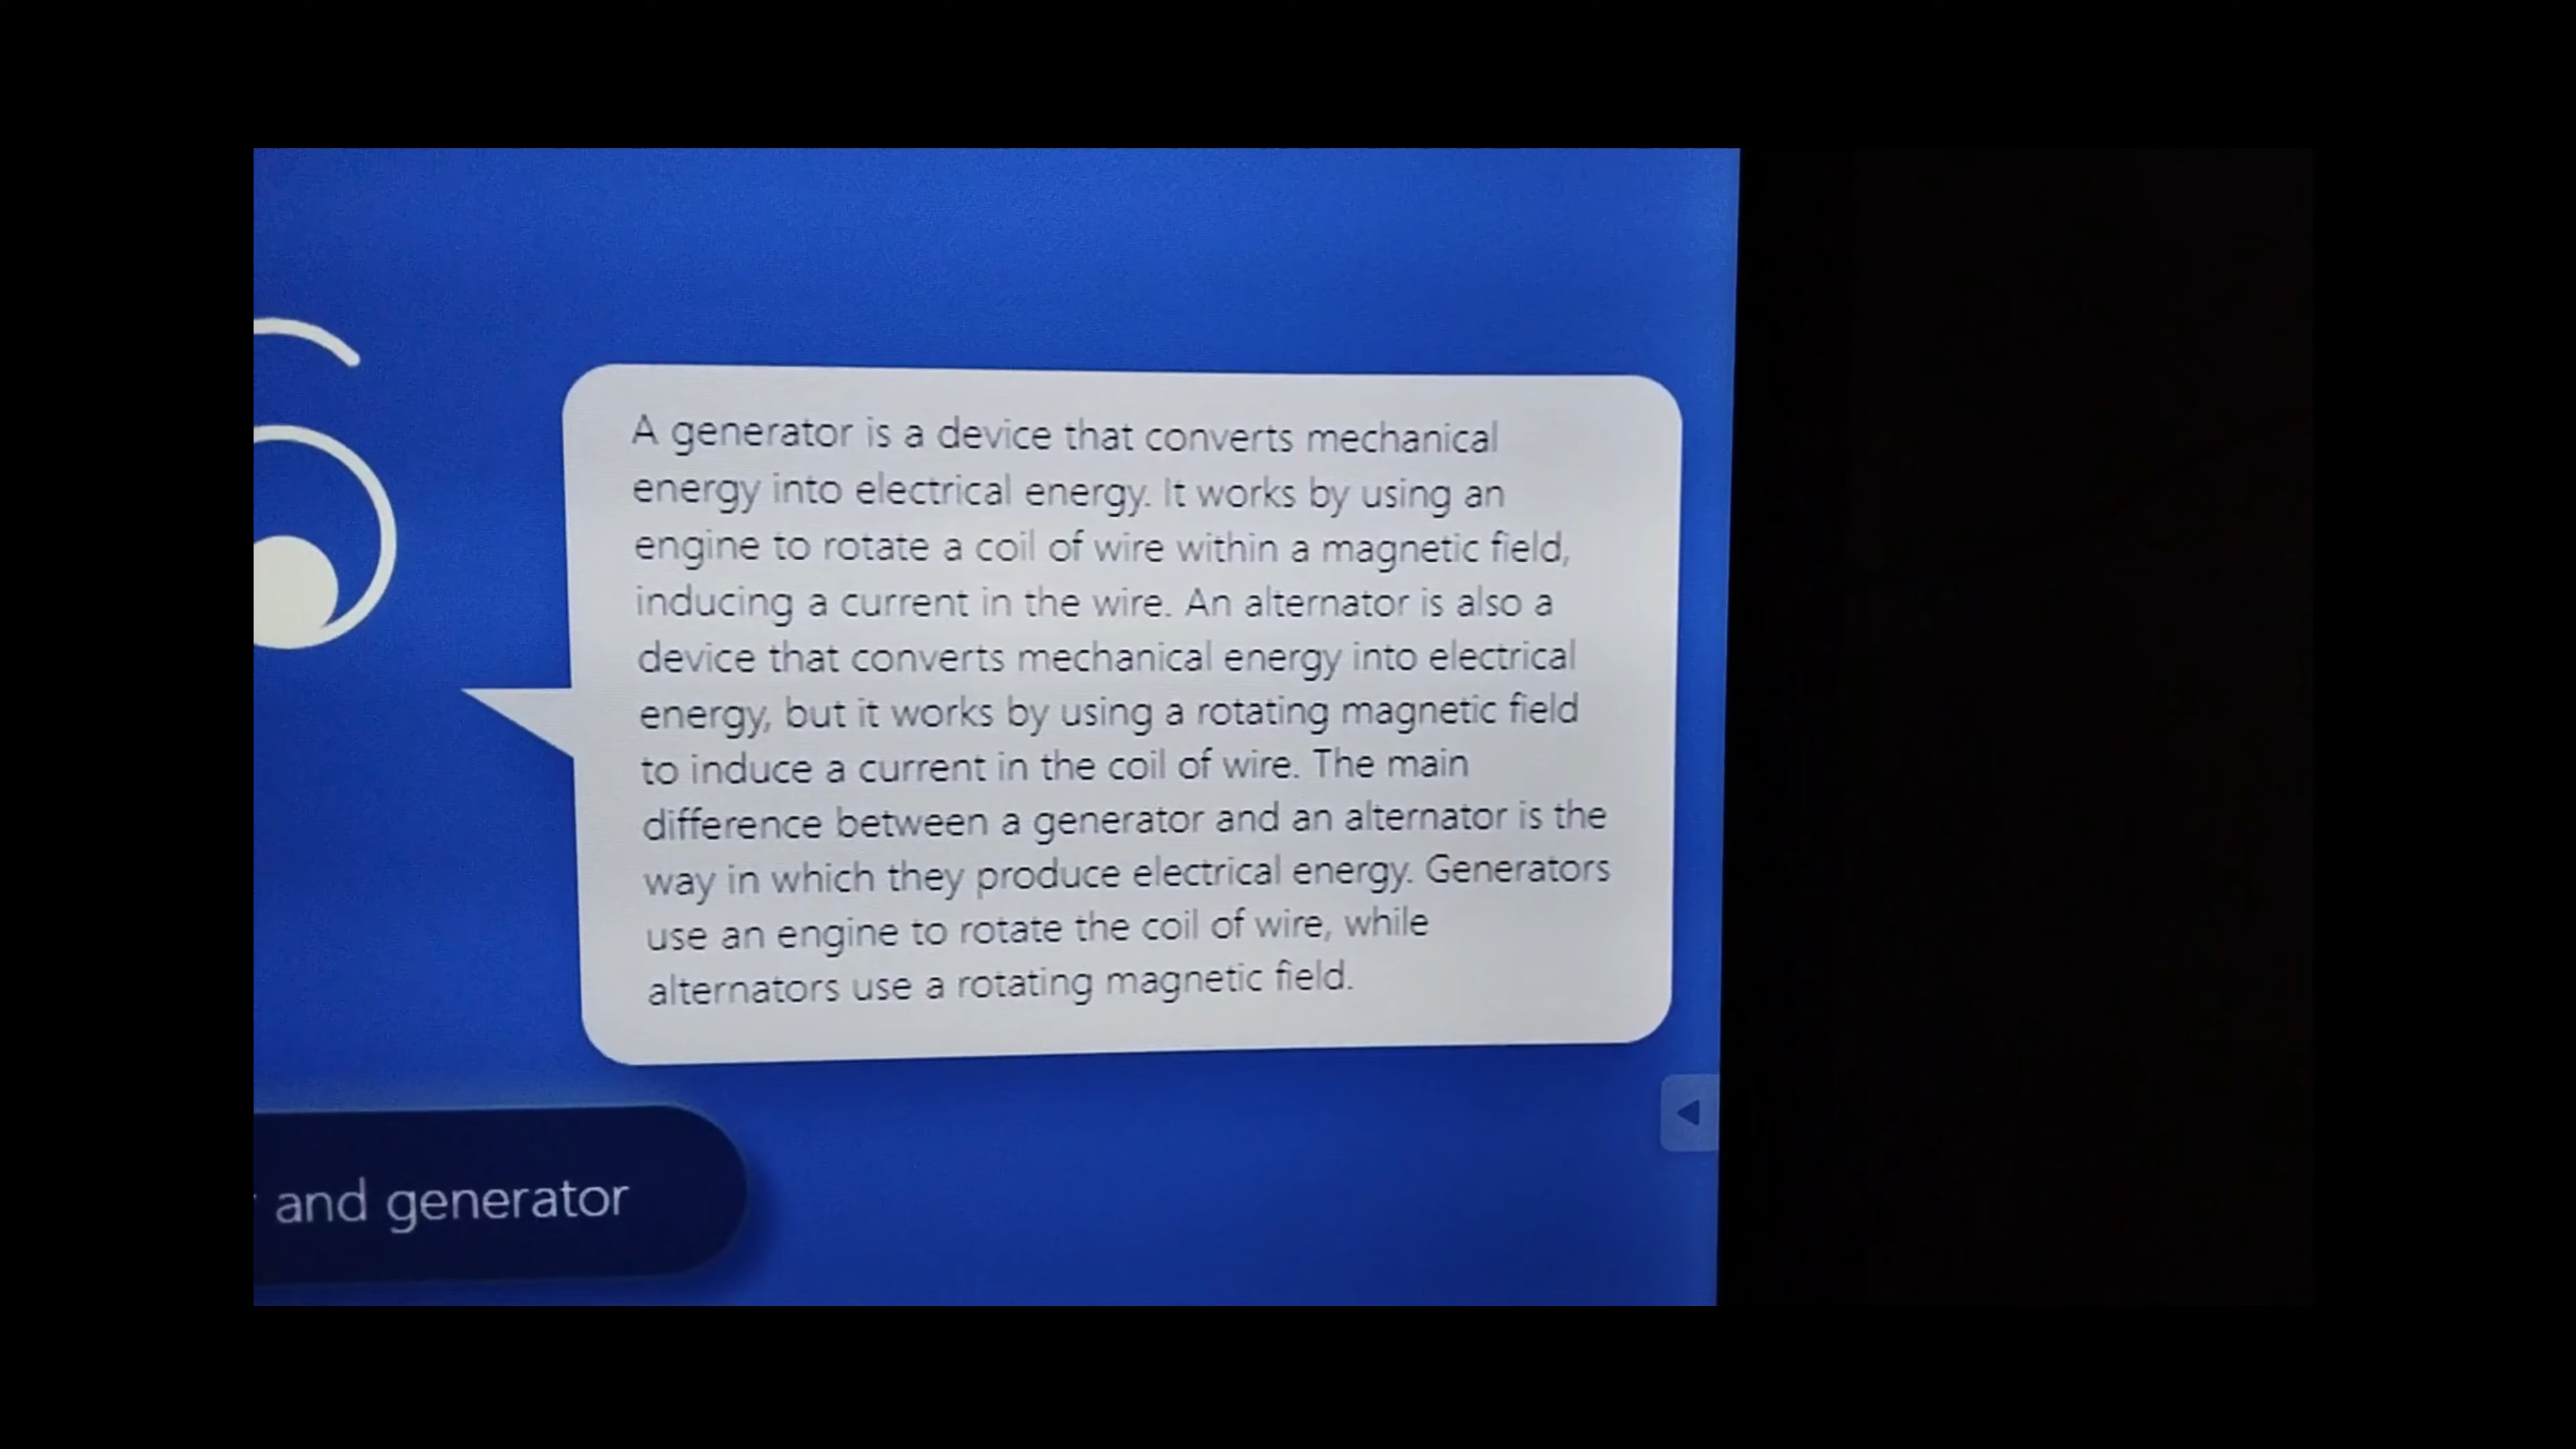 A generator is a device that converts mechanical
energy into electrical energy. It works by using an
engine to rotate a coil of wire within a magnetic field,
inducing a current in the wire. An alternator is also a
device that converts mechanical energy into electrical
energy, but it works by using a rotating magnetic field
to induce a current in the coil of wire. The main
difference between a generator and an alternator is the
way in which they produce electrical energy. Generators
use an engine to rotate the coil of wire, while
alternators use a rotating magnetic field.
and generator